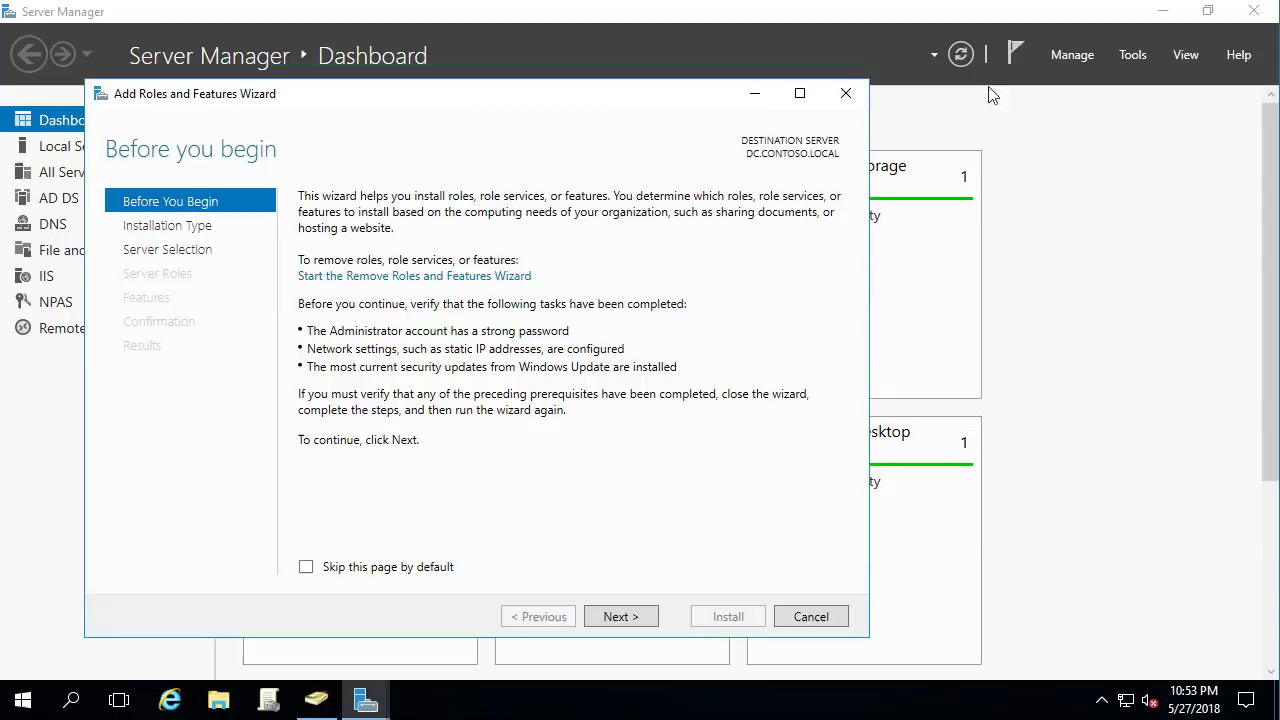 Server Manager
Server Manager ‣ Dashboard
Manage
Tools
View
Help
Add Roles and Features Wizard
Before you begin
DESTINATION SERVER
DC.CONTOSO.LOCAL
Before You Begin
Installation Type
Server Selection
Server Roles
Features
Confirmation
Results
This wizard helps you install roles, role services, or features. You determine which roles, role services, or
features to install based on the computing needs of your organization, such as sharing documents, or
hosting a website.
To remove roles, role services, or features:
Start the Remove Roles and Features Wizard
Before you continue, verify that the following tasks have been completed:
• The Administrator account has a strong password
• Network settings, such as static IP addresses, are configured
• The most current security updates from Windows Update are installed
If you must verify that any of the preceding prerequisites have been completed, close the wizard,
complete the steps, and then run the wizard again.
To continue, click Next.
Skip this page by default
< Previous
Next >
Install
Cancel
Dashbo
Local Se
All Serv
AD DS
DNS
File and
IIS
NPAS
Remote
orage
1
ty
esktop
1
ty
10:53 PM
5/27/2018